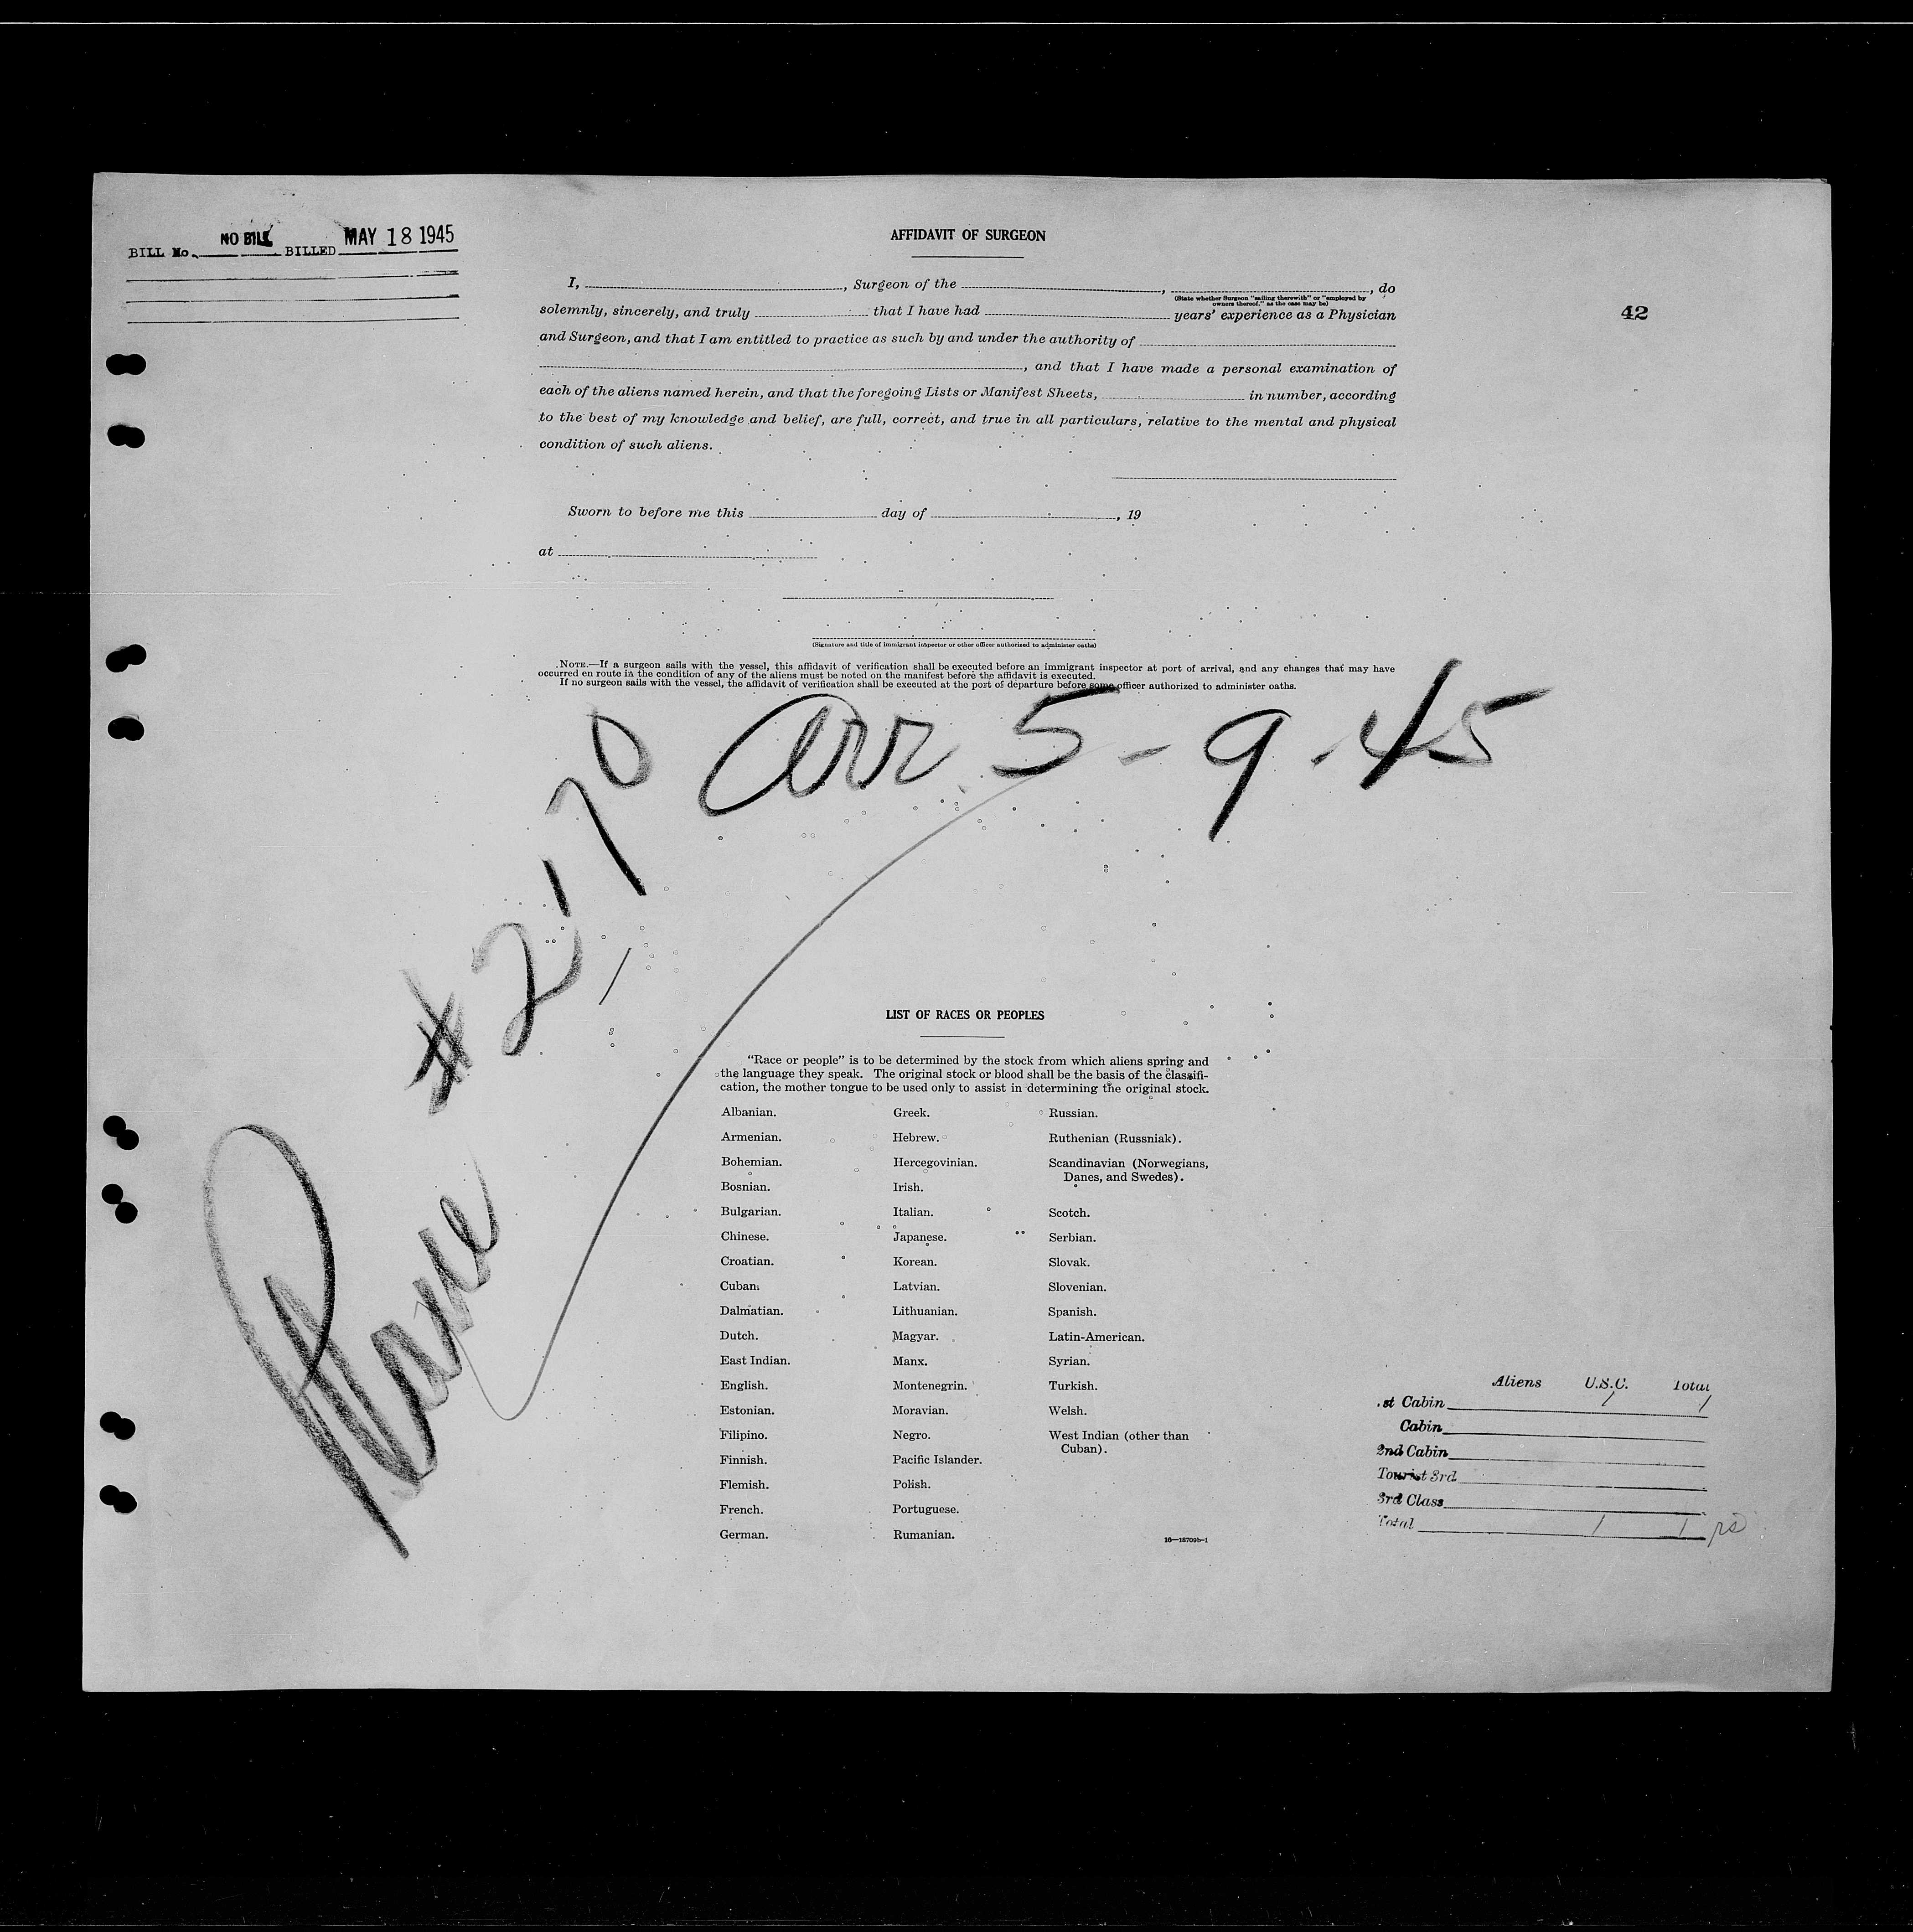 BILL No. NO BILL BILLED MAY 18 1945
AFFIDAVIT OF SURGEON
42
I, , Surgeon of the , , do
(State whether Surgeon "sailing therewith" or "employed by
owners thereof," as the case may be)
solemnly, sincerely, and truly that I have had years' experience as a Physician
and Surgeon, and that I am entitled to practice as such by and under the authority of
, and that I have made a personal examination of
each of the aliens named herein, and that the foregoing Lists or Manifest Sheets, in number, according
to the best of my knowledge and belief, are full, correct, and true in all particulars, relative to the mental and physical
condition of such aliens.
Sworn to before me this day of , 19
at
(Signature and title of immigrant inspector or other officer authorized to administer oaths)
NOTE.—If a surgeon sails with the vessel, this affidavit of verification shall be executed before an immigrant inspector at port of arrival, and any changes that may have
occurred en route in the condition of any of the aliens must be noted on the manifest before the affidavit is executed.
If no surgeon sails with the vessel, the affidavit of verification shall be executed at the port of departure before some officer authorized to administer oaths.
Plane #2170 Arr 5-9-45
LIST OF RACES OR PEOPLES
"Race or people" is to be determined by the stock from which aliens spring and
the language they speak. The original stock or blood shall be the basis of the classifi-
cation, the mother tongue to be used only to assist in determining the original stock.
Albanian.
Armenian.
Bohemian.
Bosnian.
Bulgarian.
Chinese.
Croatian.
Cuban.
Dalmatian.
Dutch.
East Indian.
English.
Estonian.
Filipino.
Finnish.
Flemish.
French.
German.
Greek.
Hebrew.
Hercegovinian.
Irish.
Italian.
Japanese.
Korean.
Latvian.
Lithuanian.
Magyar.
Manx.
Montenegrin.
Moravian.
Negro.
Pacific Islander.
Polish.
Portuguese.
Rumanian.
Russian.
Ruthenian (Russniak).
Scandinavian (Norwegians,
Danes, and Swedes).
Scotch.
Serbian.
Slovak.
Slovenian.
Spanish.
Latin-American.
Syrian.
Turkish.
Welsh.
West Indian (other than
Cuban).
16—18709b-1
Aliens U.S.C. Total
st Cabin 1 1
Cabin
2nd Cabin
Tourist 3rd
3rd Class
Total 1 1